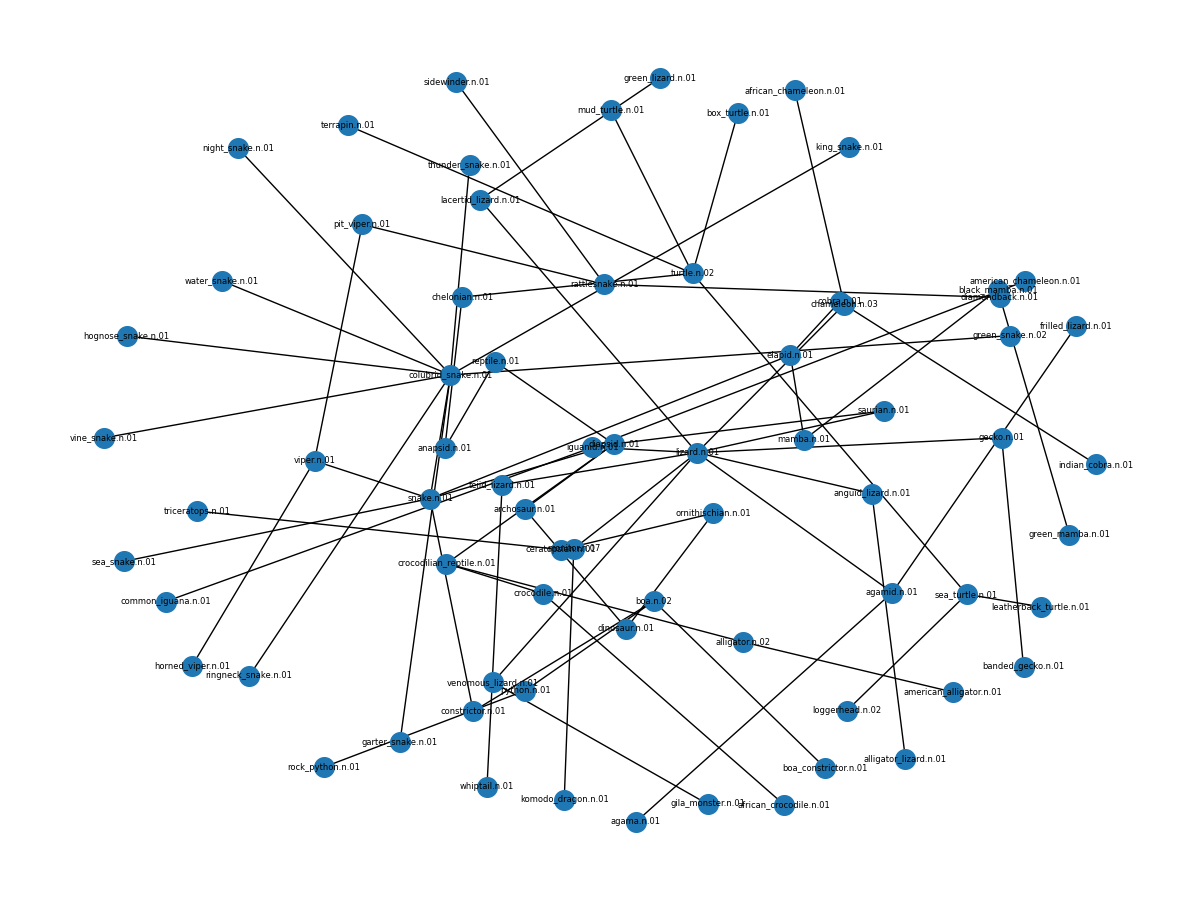 sidewinder.n.01
green_lizard.n.01
african_chameleon.n.01
mud_turtle.n.01
box_turtle.n.01
terrapin.n.01
night_snake.n.01
king_snake.n.01
thunder_snake.n.01
lacertid_lizard.n.01
pit_viper.n.01
turtle.n.02
water_snake.n.01
rattlesnake.n.01
american_chameleon.n.01
black_mamba.n.01
diamondback.n.01
chelonian.n.01
cobra.n.01
chameleon.n.03
hognose_snake.n.01
green_snake.n.02
frilled_lizard.n.01
elapid.n.01
reptile.n.01
colubrid_snake.n.01
saurian.n.01
vine_snake.n.01
mamba.n.01
gecko.n.01
anapsid.n.01
iguanid.n.01
diapsid.n.01
lizard.n.01
viper.n.01
indian_cobra.n.01
teiid_lizard.n.01
anguid_lizard.n.01
snake.n.01
triceratops.n.01
archosaur.n.01
ornithischian.n.01
green_mamba.n.01
sea_snake.n.01
crocodilian_reptile.n.01
common_iguana.n.01
crocodile.n.01
boa.n.02
agamid.n.01
sea_turtle.n.01
leatherback_turtle.n.01
dinosaur.n.01
alligator.n.02
horned_viper.n.01
ringneck_snake.n.01
banded_gecko.n.01
venomous_lizard.n.01
python.n.01
american_alligator.n.01
constrictor.n.01
loggerhead.n.02
garter_snake.n.01
alligator_lizard.n.01
rock_python.n.01
boa_constrictor.n.01
whiptail.n.01
komodo_dragon.n.01
gila_monster.n.01
african_crocodile.n.01
agama.n.01